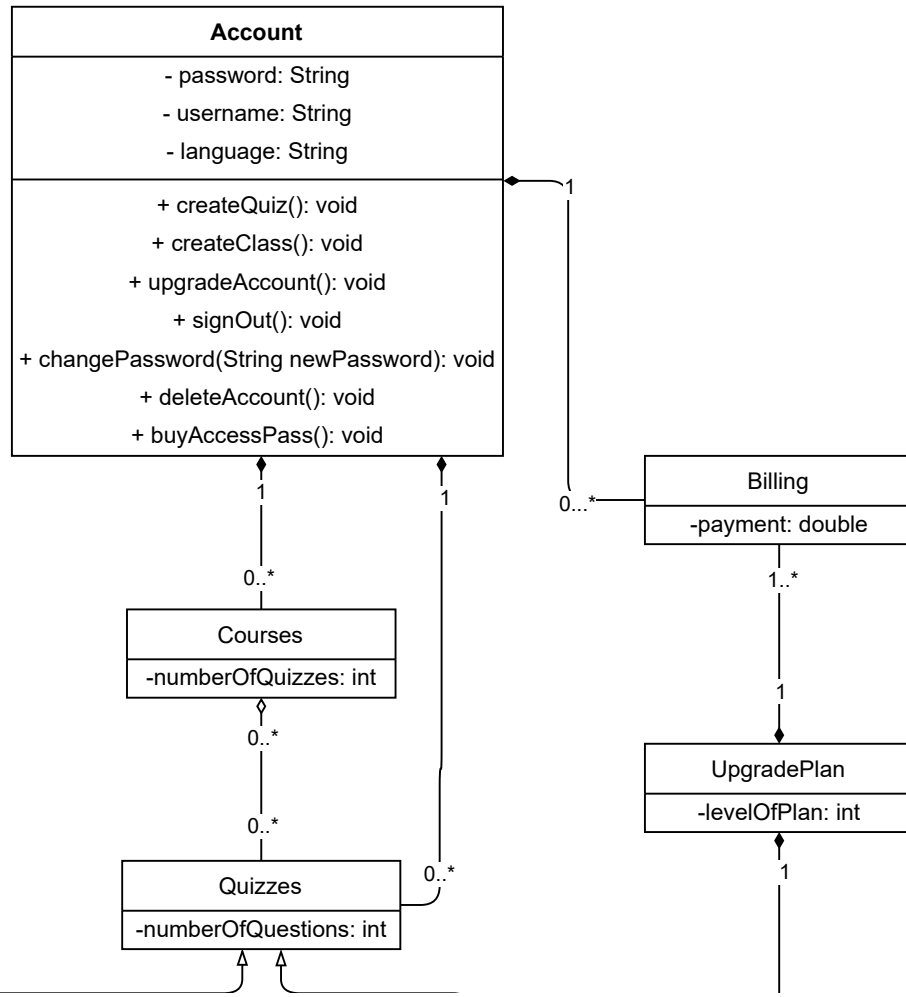 Account
- password: String
- username: String
- language: String
+ createQuiz(): void
+ createClass(): void
+ upgradeAccount(): void
+ signOut(): void
+ changePassword(String newPassword): void
+ deleteAccount(): void
+ buyAccessPass(): void
1
1
1
0...*
Billing
-payment: double
1..*
0..*
Courses
-numberOfQuizzes: int
0..*
1
UpgradePlan
-levelOfPlan: int
0..*
1
0..*
Quizzes
-numberOfQuestions: int